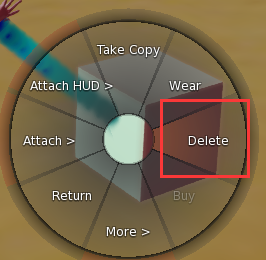 Take Copy
Attach HUD >
Wear
Attach >
Delete
Return
Buy
More >